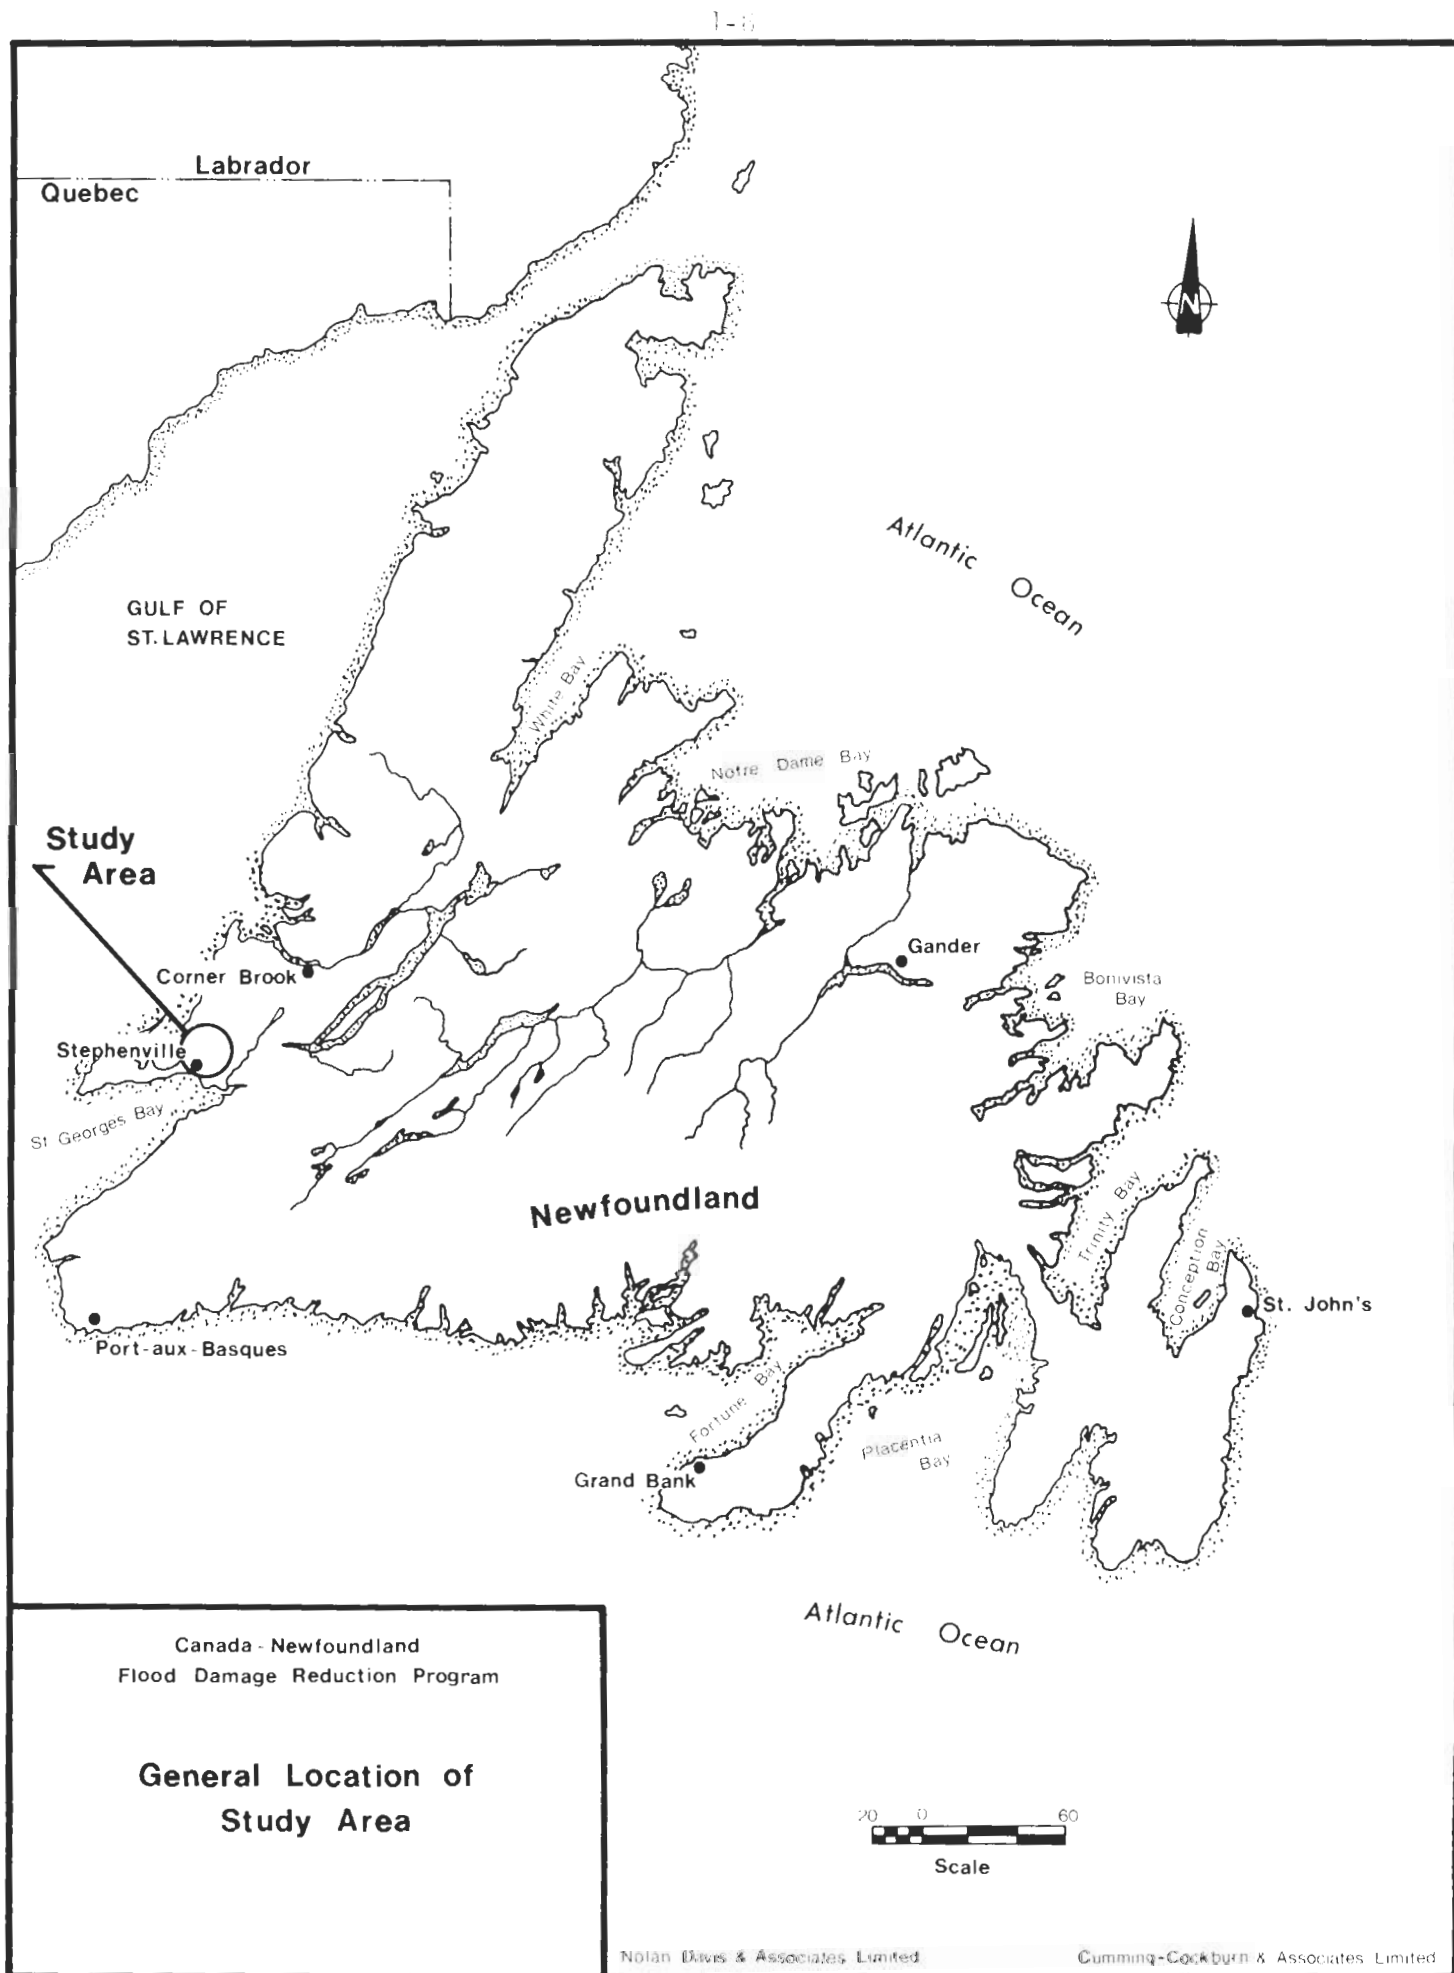 Labrador
Quebec
N
Atlantic Ocean
GULF OF
ST. LAWRENCE
White Bay
Notre Dame Bay
Study
Area
Gander
Corner Brook
Bonivista
Bay
Stephenville
St Georges Bay
Newfoundland
Trinity Bay
Conception
Bay
St. John's
Port-aux-Basques
Fortune Bay
Placentia
Bay
Grand Bank
Atlantic Ocean
Canada - Newfoundland
Flood Damage Reduction Program
General Location of
Study Area
20 0 60
Scale
Nolan Davis & Associates Limited
Cumming-Cockburn & Associates Limited